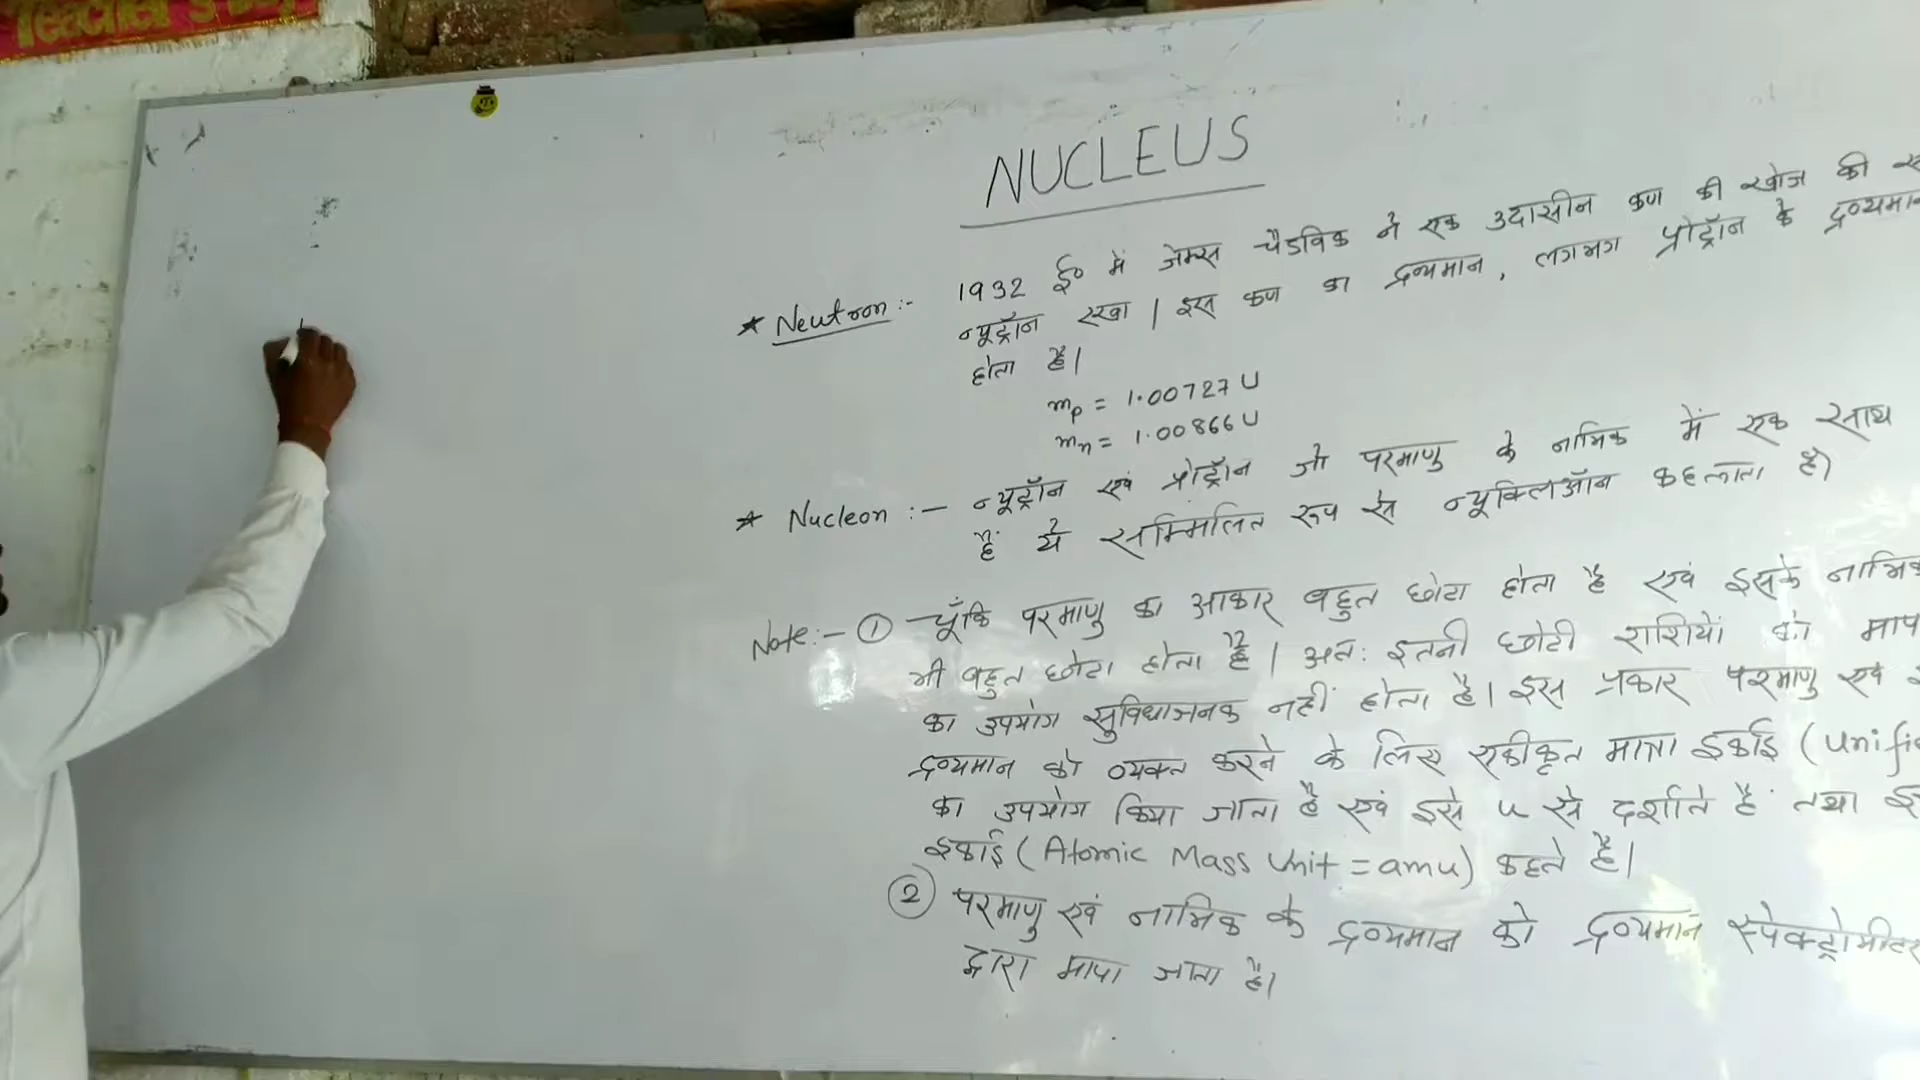 Teacher's Day
NUCLEUS
* Neutron :- 1932 ई० में जेम्स चैडविक ने एक उदासीन कण की खोज की
न्यूट्रॉन रखा | इस कण का द्रव्यमान, लगभग प्रोट्रॉन के द्रव्यमान
होता है|
mp = 1.00727 U
mn = 1.00866 U
* Nucleon :- न्यूट्रॉन एवं प्रोट्रॉन जो परमाणु के नाभिक में एक साथ
हैं ये सम्मिलित रूप से न्यूक्लिऑन कहलाता है|
Note:- ① चूँकि परमाणु का आकार बहुत छोटा होता है एवं इसके नाभिक
भी बहुत छोटा होता है | अतः इतनी छोटी राशियों को माप
का उपयोग सुविधाजनक नहीं होता है| इस प्रकार परमाणु एवं
द्रव्यमान को व्यक्त करने के लिए एकीकृत मात्रा इकाई (Unifie
का उपयोग किया जाता है एवं इसे u से दर्शाते हैं तथा
इकाई (Atomic Mass Unit = amu) कहते हैं|
② परमाणु एवं नाभिक के द्रव्यमान को द्रव्यमान स्पेक्ट्रोमीटर
द्वारा मापा जाता है|